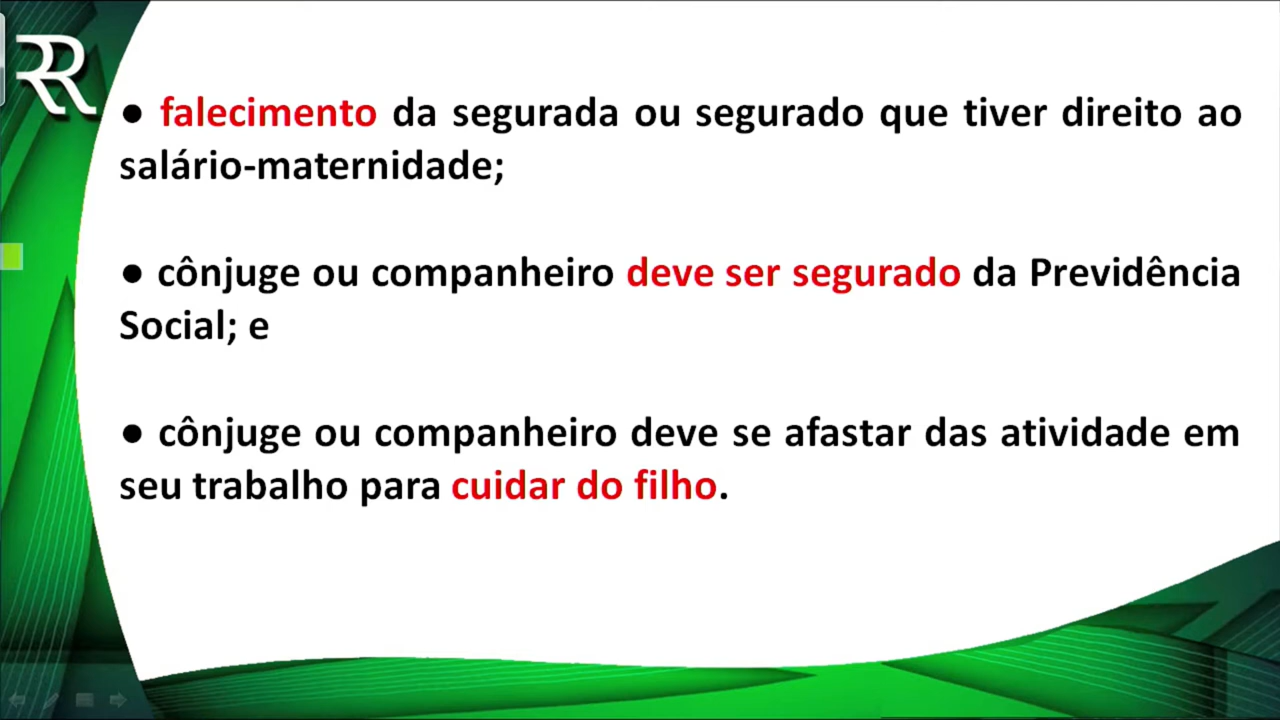 ● falecimento da segurada ou segurado que tiver direito ao
salário-maternidade;
● cônjuge ou companheiro deve ser segurado da Previdência
Social; e
● cônjuge ou companheiro deve se afastar das atividade em
seu trabalho para cuidar do filho.